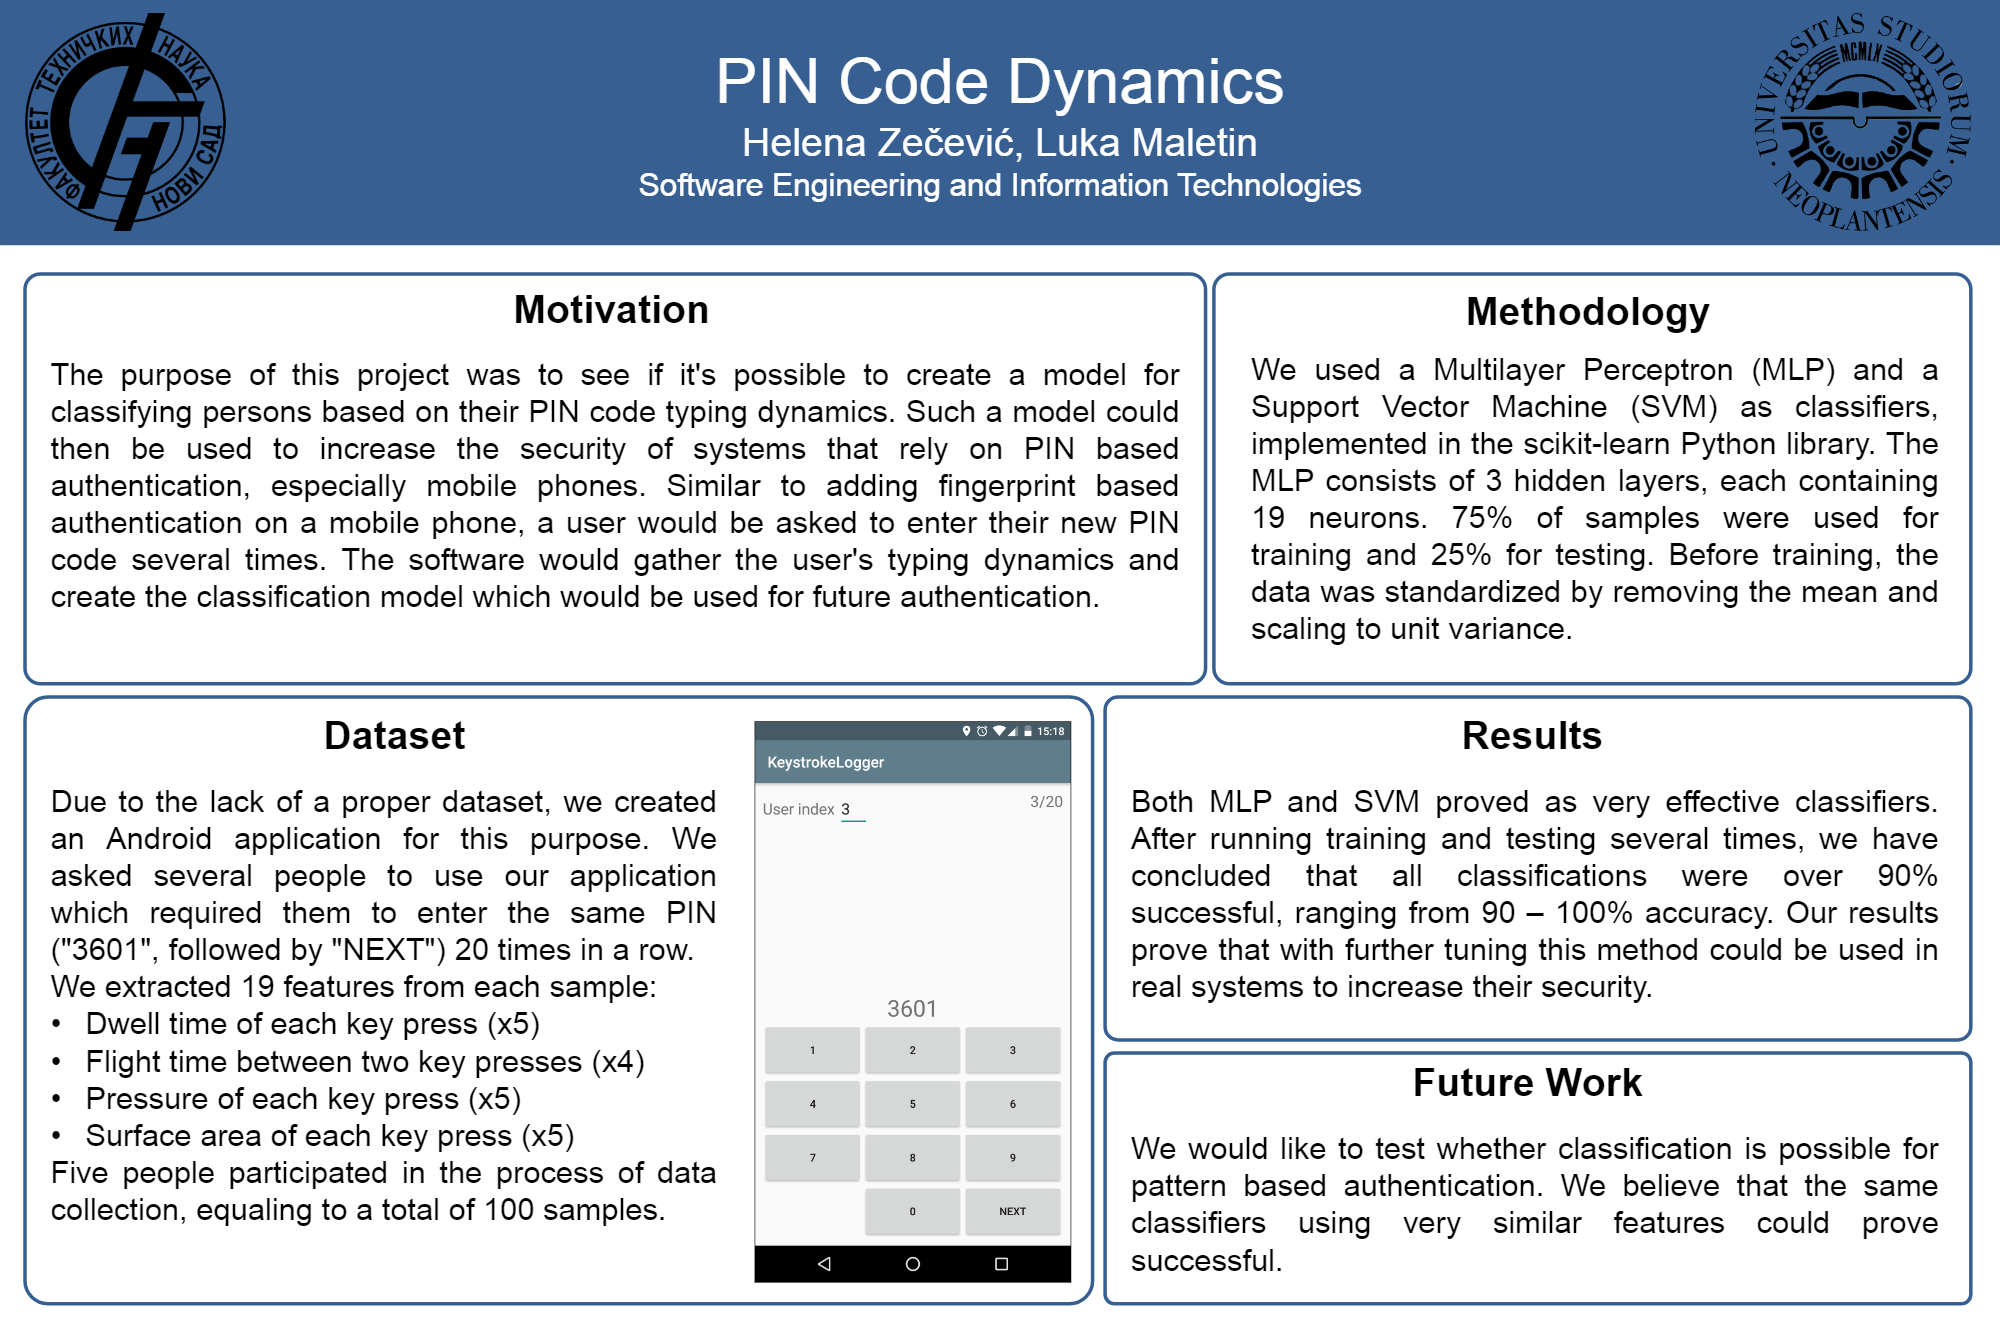 ФАКУЛТЕТ ТЕХНИЧКИХ НАУКА
НОВИ САД
PIN Code Dynamics
Helena Zečević, Luka Maletin
Software Engineering and Information Technologies
UNIVERSITAS STUDIORUM
MCMLX
NEOPLANTENSIS
Motivation
The purpose of this project was to see if it's possible to create a model for
classifying persons based on their PIN code typing dynamics. Such a model could
then be used to increase the security of systems that rely on PIN based
authentication, especially mobile phones. Similar to adding fingerprint based
authentication on a mobile phone, a user would be asked to enter their new PIN
code several times. The software would gather the user's typing dynamics and
create the classification model which would be used for future authentication.
Methodology
We used a Multilayer Perceptron (MLP) and a
Support Vector Machine (SVM) as classifiers,
implemented in the scikit-learn Python library. The
MLP consists of 3 hidden layers, each containing
19 neurons. 75% of samples were used for
training and 25% for testing. Before training, the
data was standardized by removing the mean and
scaling to unit variance.
Dataset
Due to the lack of a proper dataset, we created
an Android application for this purpose. We
asked several people to use our application
which required them to enter the same PIN
("3601", followed by "NEXT") 20 times in a row.
We extracted 19 features from each sample:
• Dwell time of each key press (x5)
• Flight time between two key presses (x4)
• Pressure of each key press (x5)
• Surface area of each key press (x5)
Five people participated in the process of data
collection, equaling to a total of 100 samples.
15:18
KeystrokeLogger
User index 3 3/20
3601
1 2 3
4 5 6
7 8 9
0 NEXT
Results
Both MLP and SVM proved as very effective classifiers.
After running training and testing several times, we have
concluded that all classifications were over 90%
successful, ranging from 90 – 100% accuracy. Our results
prove that with further tuning this method could be used in
real systems to increase their security.
Future Work
We would like to test whether classification is possible for
pattern based authentication. We believe that the same
classifiers using very similar features could prove
successful.